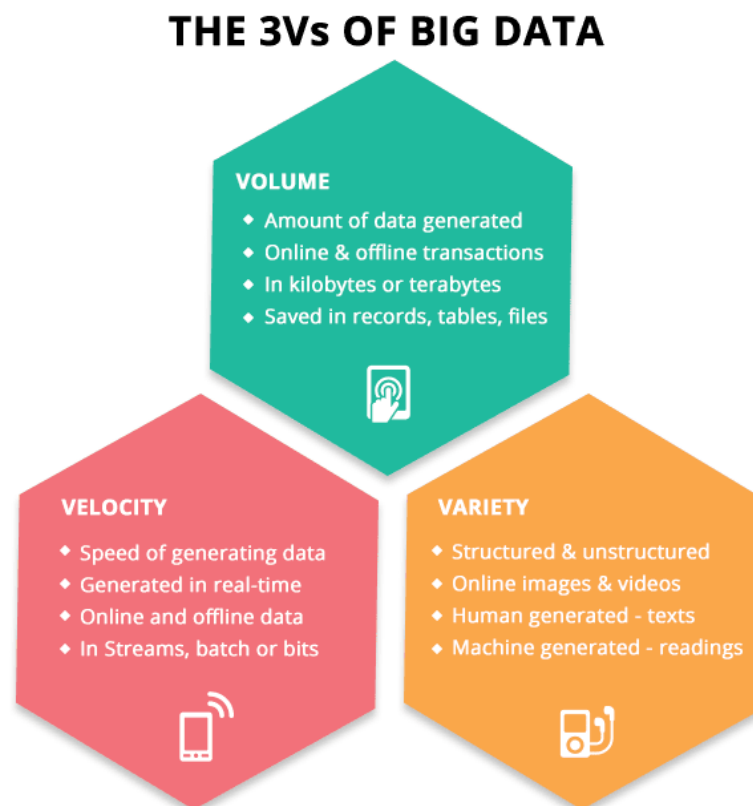 THE 3Vs OF BIG DATA
VOLUME
Amount of data generated
Online & offline transactions
In kilobytes or terabytes
Saved in records, tables, files
VELOCITY
Speed of generating data
Generated in real-time
Online and offline data
In Streams, batch or bits
VARIETY
Structured & unstructured
Online images & videos
Human generated - texts
Machine generated - readings